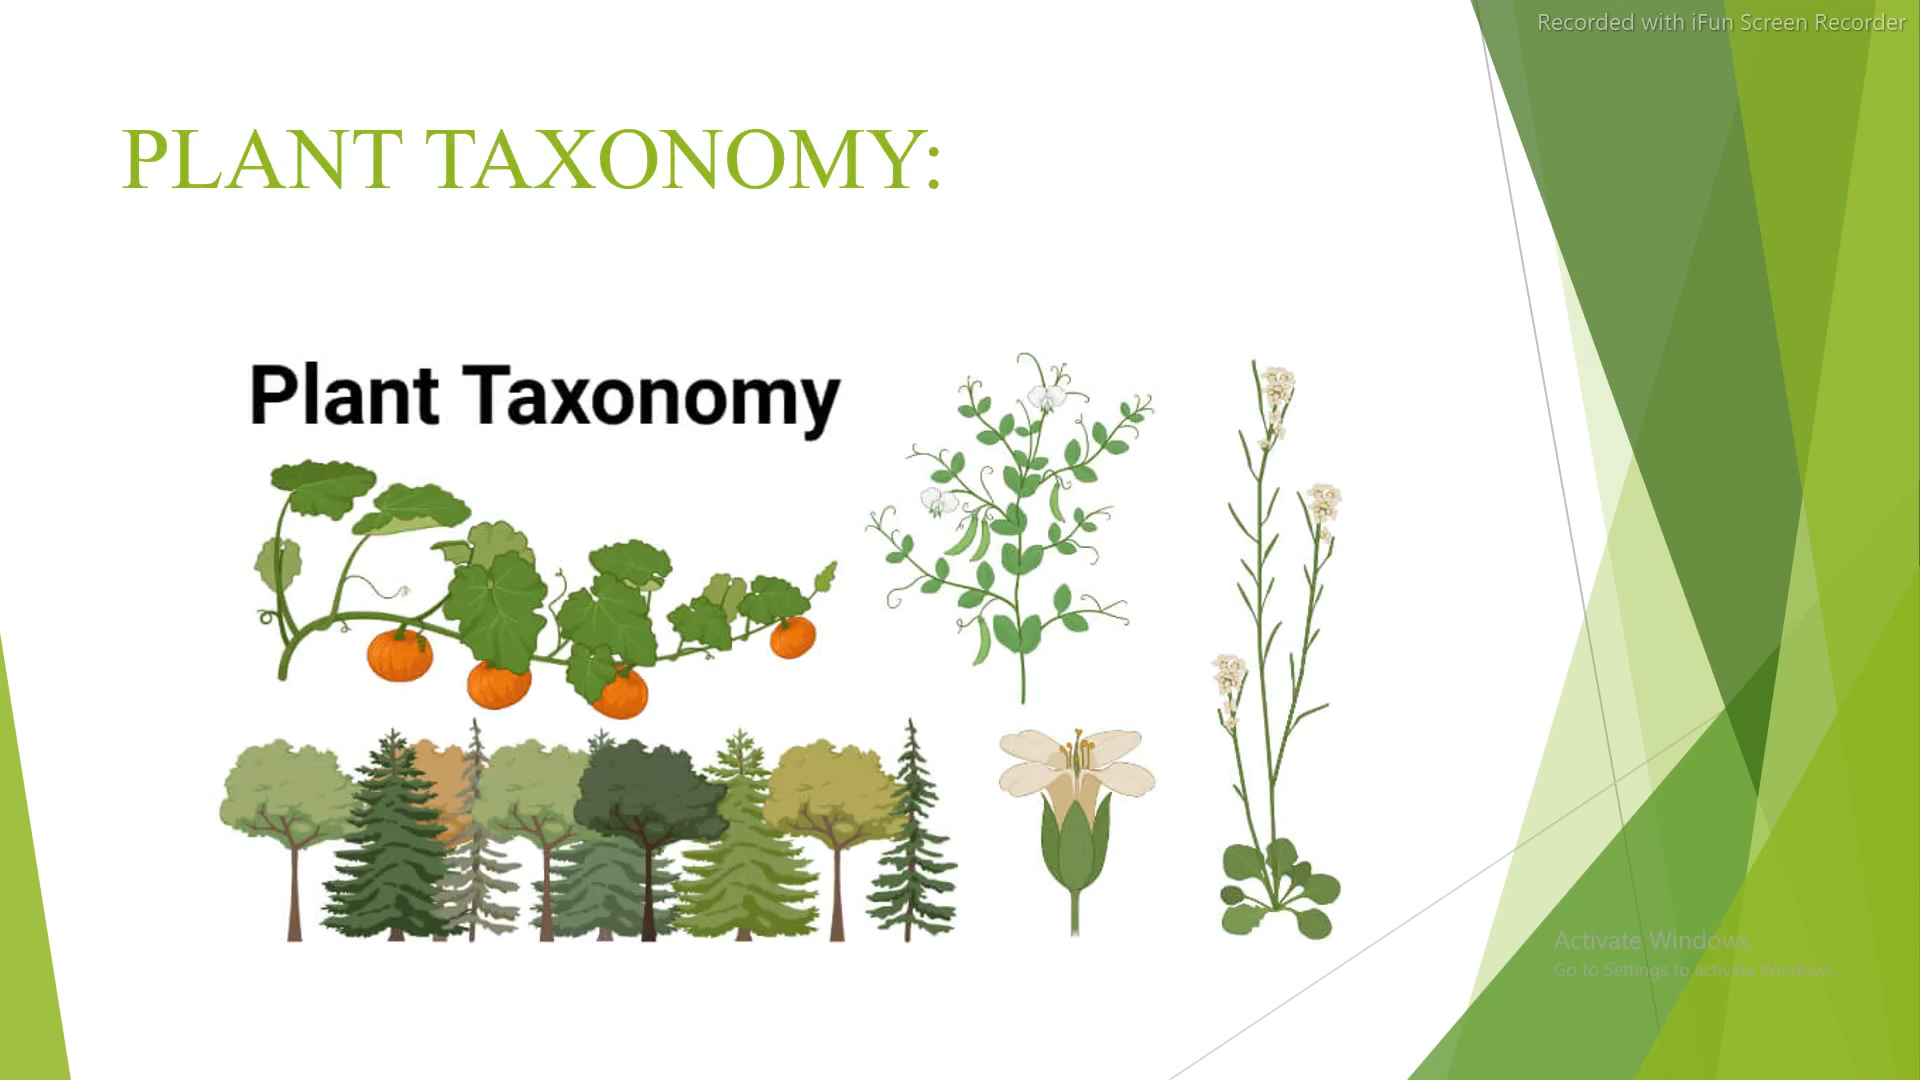 Recorded with iFun Screen Recorder
PLANT TAXONOMY:
Plant Taxonomy
Activate Windows
Go to Settings to activate Windows.